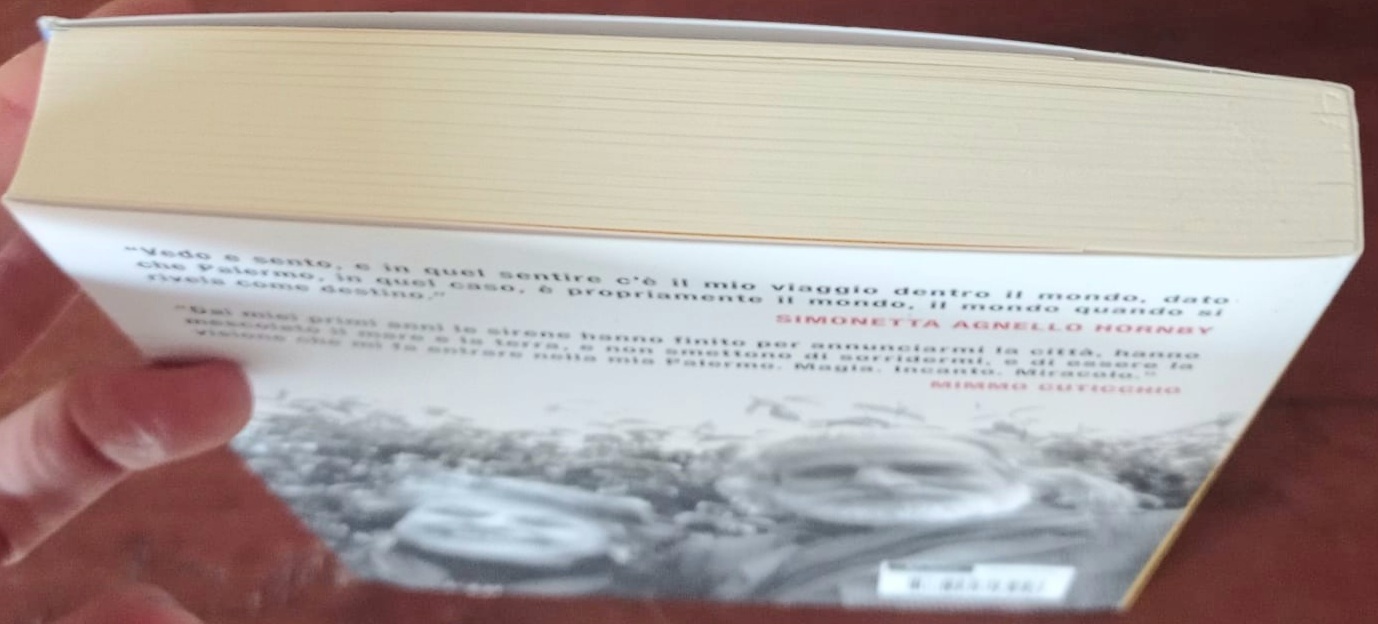 “Vedo e sento, e in quel sentire c’è il mio viaggio dentro il mondo, dato
che Palermo, in quel caso, è propriamente il mondo, il mondo quando si
rivela come destino.”
SIMONETTA AGNELLO HORNBY
“Dai miei primi anni le sirene hanno finito per annunciarmi la città, hanno
mescolato il mare e la terra, e non smettono di sorridermi, e di essere la
visione che mi fa entrare nella mia Palermo. Magia. Incanto. Miracolo.”
MIMMO CUTICCHIO